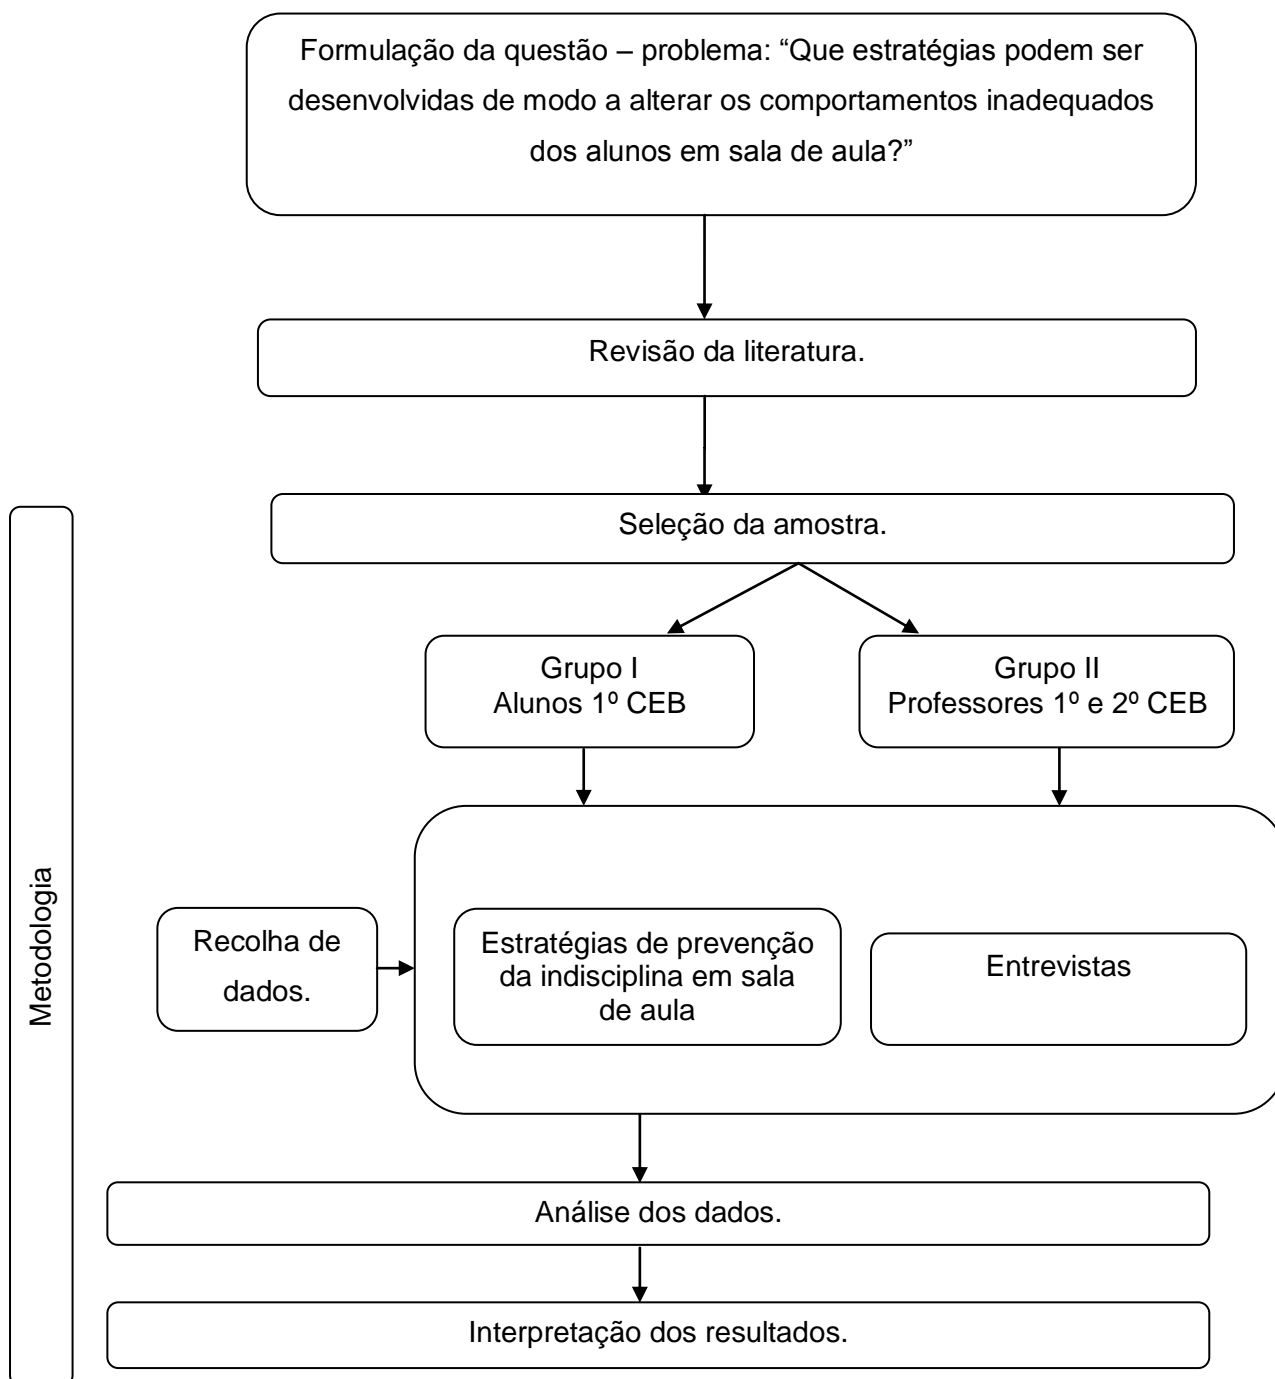 Formulação da questão – problema: “Que estratégias podem ser
desenvolvidas de modo a alterar os comportamentos inadequados
dos alunos em sala de aula?”
Revisão da literatura.
Seleção da amostra.
Grupo I
Alunos 1º CEB
Grupo II
Professores 1º e 2º CEB
Metodologia
Recolha de
dados.
Estratégias de prevenção
da indisciplina em sala
de aula
Entrevistas
Análise dos dados.
Interpretação dos resultados.